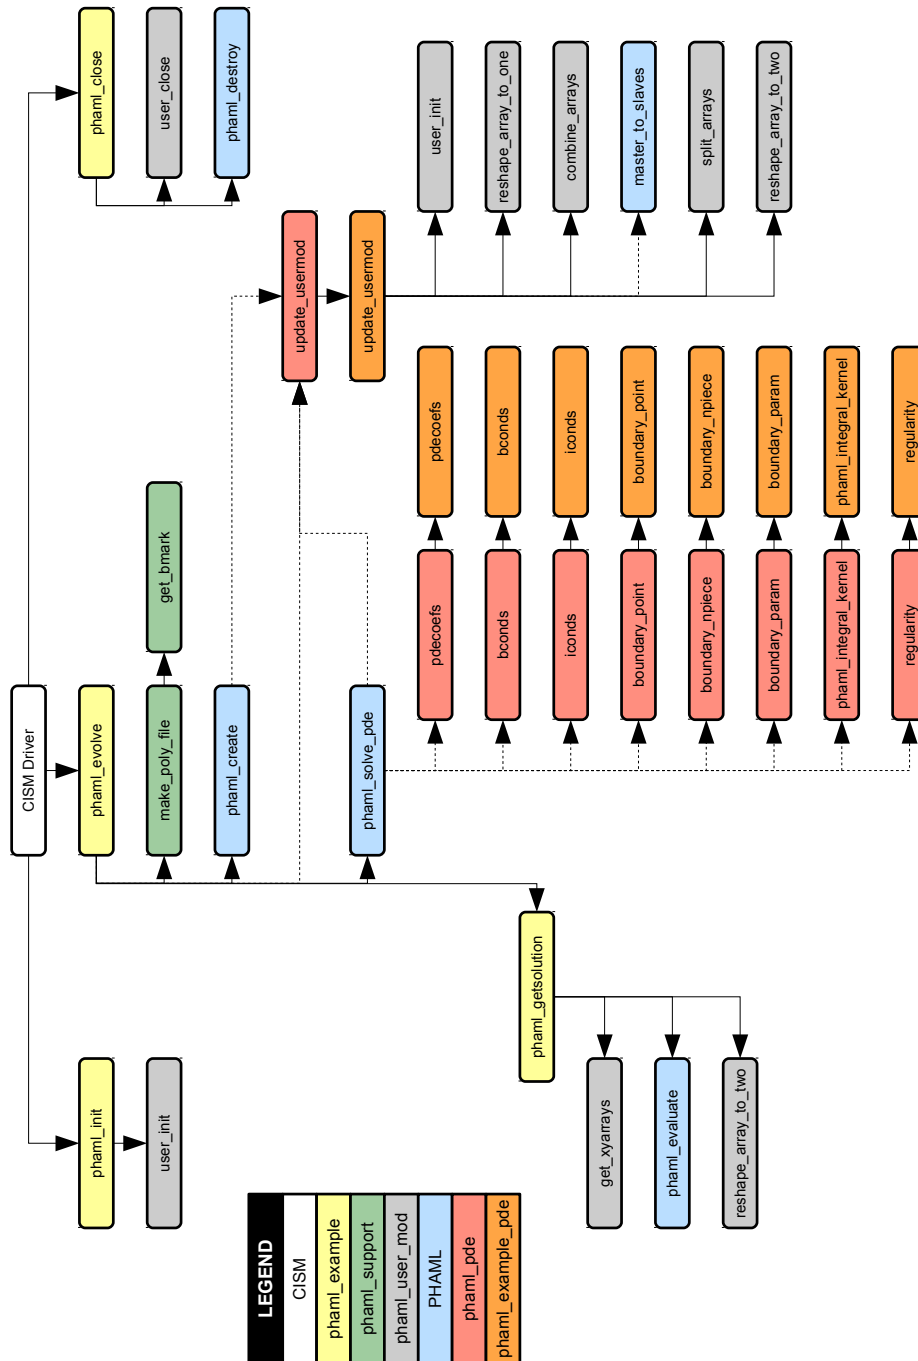 CISM Driver
phaml_init
phaml_evolve
phaml_close
user_init
make_poly_file
get_bmark
user_close
phaml_create
phaml_destroy
LEGEND
CISM
phaml_example
phaml_support
phaml_user_mod
PHAML
phaml_pde
phaml_example_pde
update_usermod
update_usermod
phaml_solve_pde
pdecoefs
pdecoefs
user_init
bconds
bconds
reshape_array_to_one
iconds
iconds
combine_arrays
boundary_point
boundary_point
master_to_slaves
boundary_npiece
boundary_npiece
split_arrays
boundary_param
boundary_param
reshape_array_to_two
phaml_integral_kernel
phaml_integral_kernel
regularity
regularity
phaml_getsolution
get_xyarrays
phaml_evaluate
reshape_array_to_two